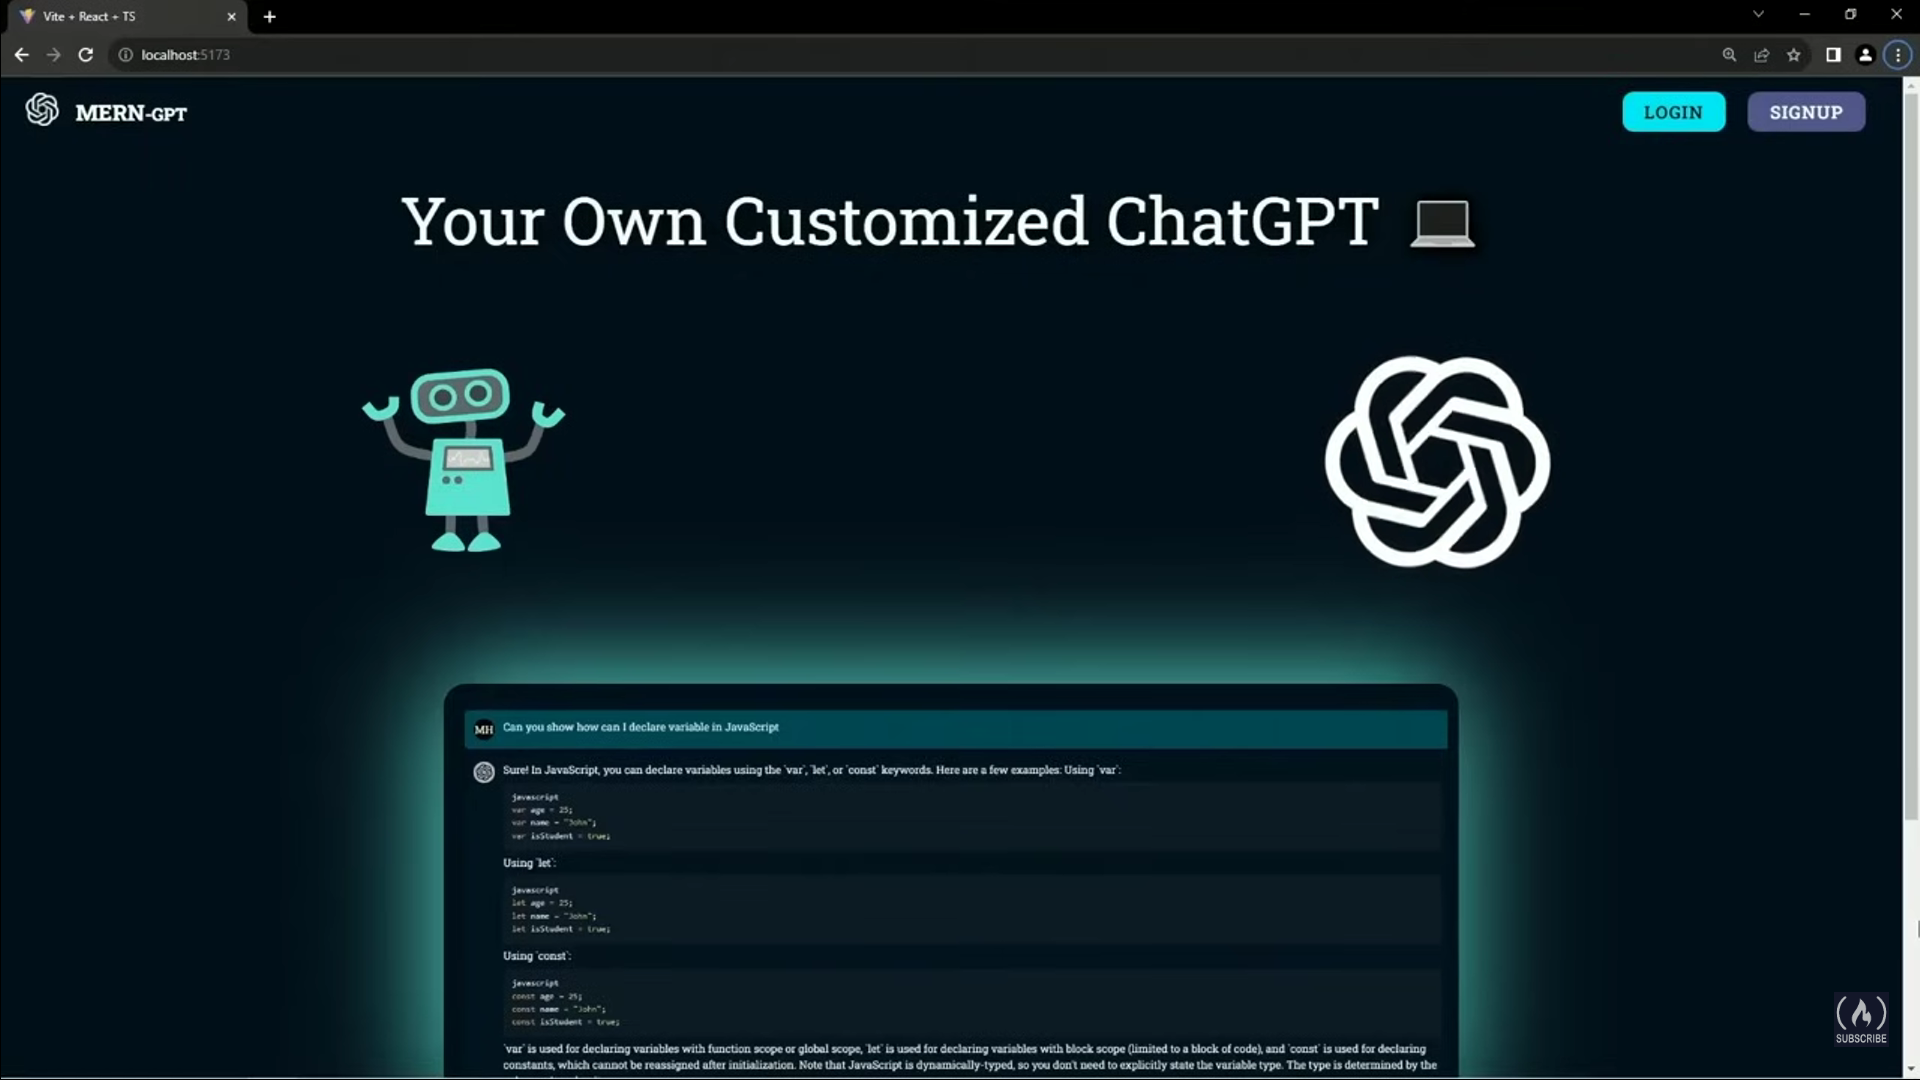 Vite + React + TS
localhost:5173
MERN-GPT
LOGIN
SIGNUP
Your Own Customized ChatGPT
MH
Can you show how can I declare variable in JavaScript
Sure! In JavaScript, you can declare variables using the `var`, `let`, or `const` keywords. Here are a few examples: Using `var`:
javascript
var age = 25;
var name = "John";
var isStudent = true;
Using `let`:
javascript
let age = 25;
let name = "John";
let isStudent = true;
Using `const`:
javascript
const age = 25;
const name = "John";
const isStudent = true;
`var` is used for declaring variables with function scope or global scope, `let` is used for declaring variables with block scope (limited to a block of code), and `const` is used for declaring
constants, which cannot be reassigned after initialization. Note that JavaScript is dynamically-typed, so you don't need to explicitly state the variable type. The type is determined by the
SUBSCRIBE